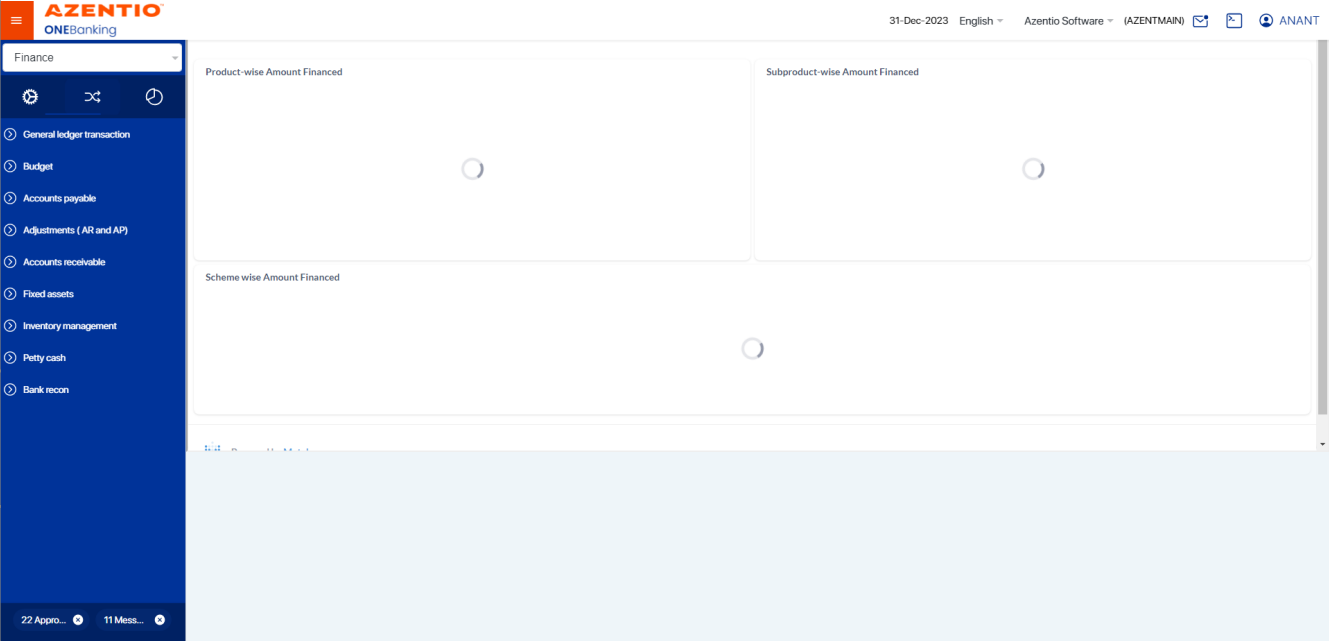 AZENTIO
ONEBanking
31-Dec-2023 English Azentio Software (AZENTMAIN) ANANT
Finance
General ledger transaction
Budget
Accounts payable
Adjustments ( AR and AP)
Accounts receivable
Fixed assets
Inventory management
Petty cash
Bank recon
22 Appro...
11 Mess...
Product-wise Amount Financed
Subproduct-wise Amount Financed
Scheme wise Amount Financed